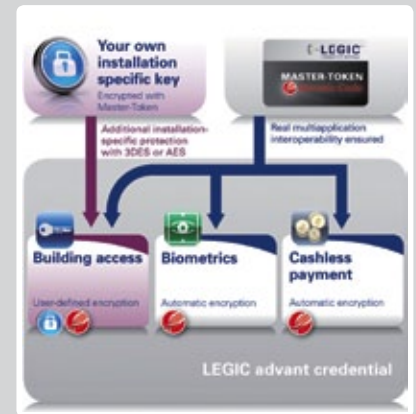 Your own
installation
specific key
Encrypted with
Master-Token
LEGIC
MASTER-TOKEN
Additional installation-
specific protection
with 3DES or AES
Real multiapplication
interoperability ensured
Building access
User-defined encryption
Biometrics
Automatic encryption
Cashless
payment
Automatic encryption
LEGIC advant credential